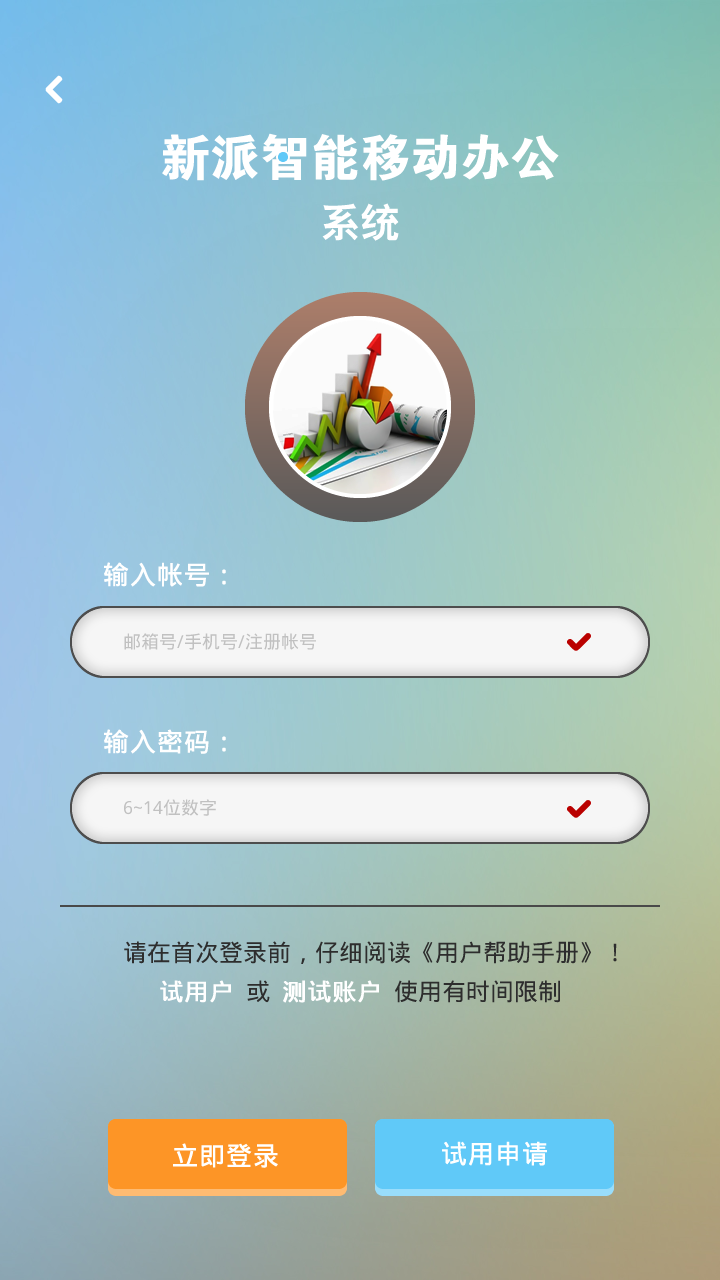 新派智能移动办公
系统
输入帐号：
邮箱号/手机号/注册帐号
输入密码：
6~14位数字
请在首次登录前，仔细阅读《用户帮助手册》！
试用户 或 测试账户 使用有时间限制
立即登录 试用申请